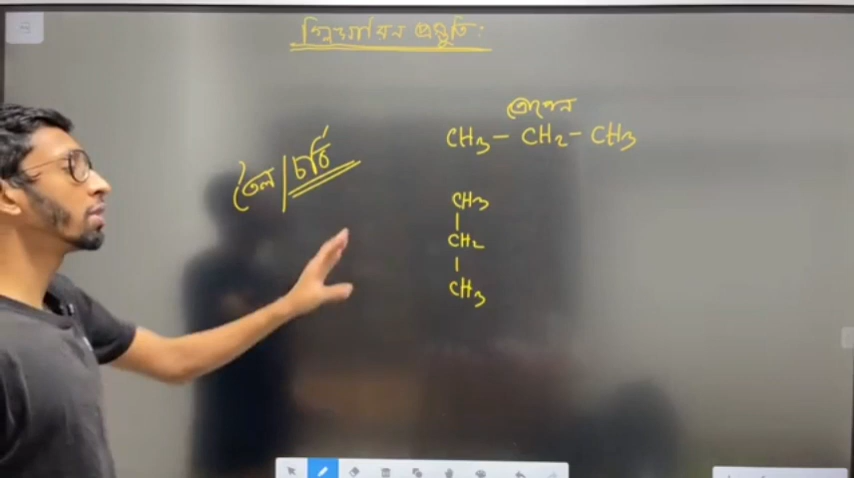 গ্লিসারিন প্রস্তুতি:
তেল | চর্বি
প্রোপেন
CH3 - CH2 - CH3
CH3
|
CH2
|
CH3